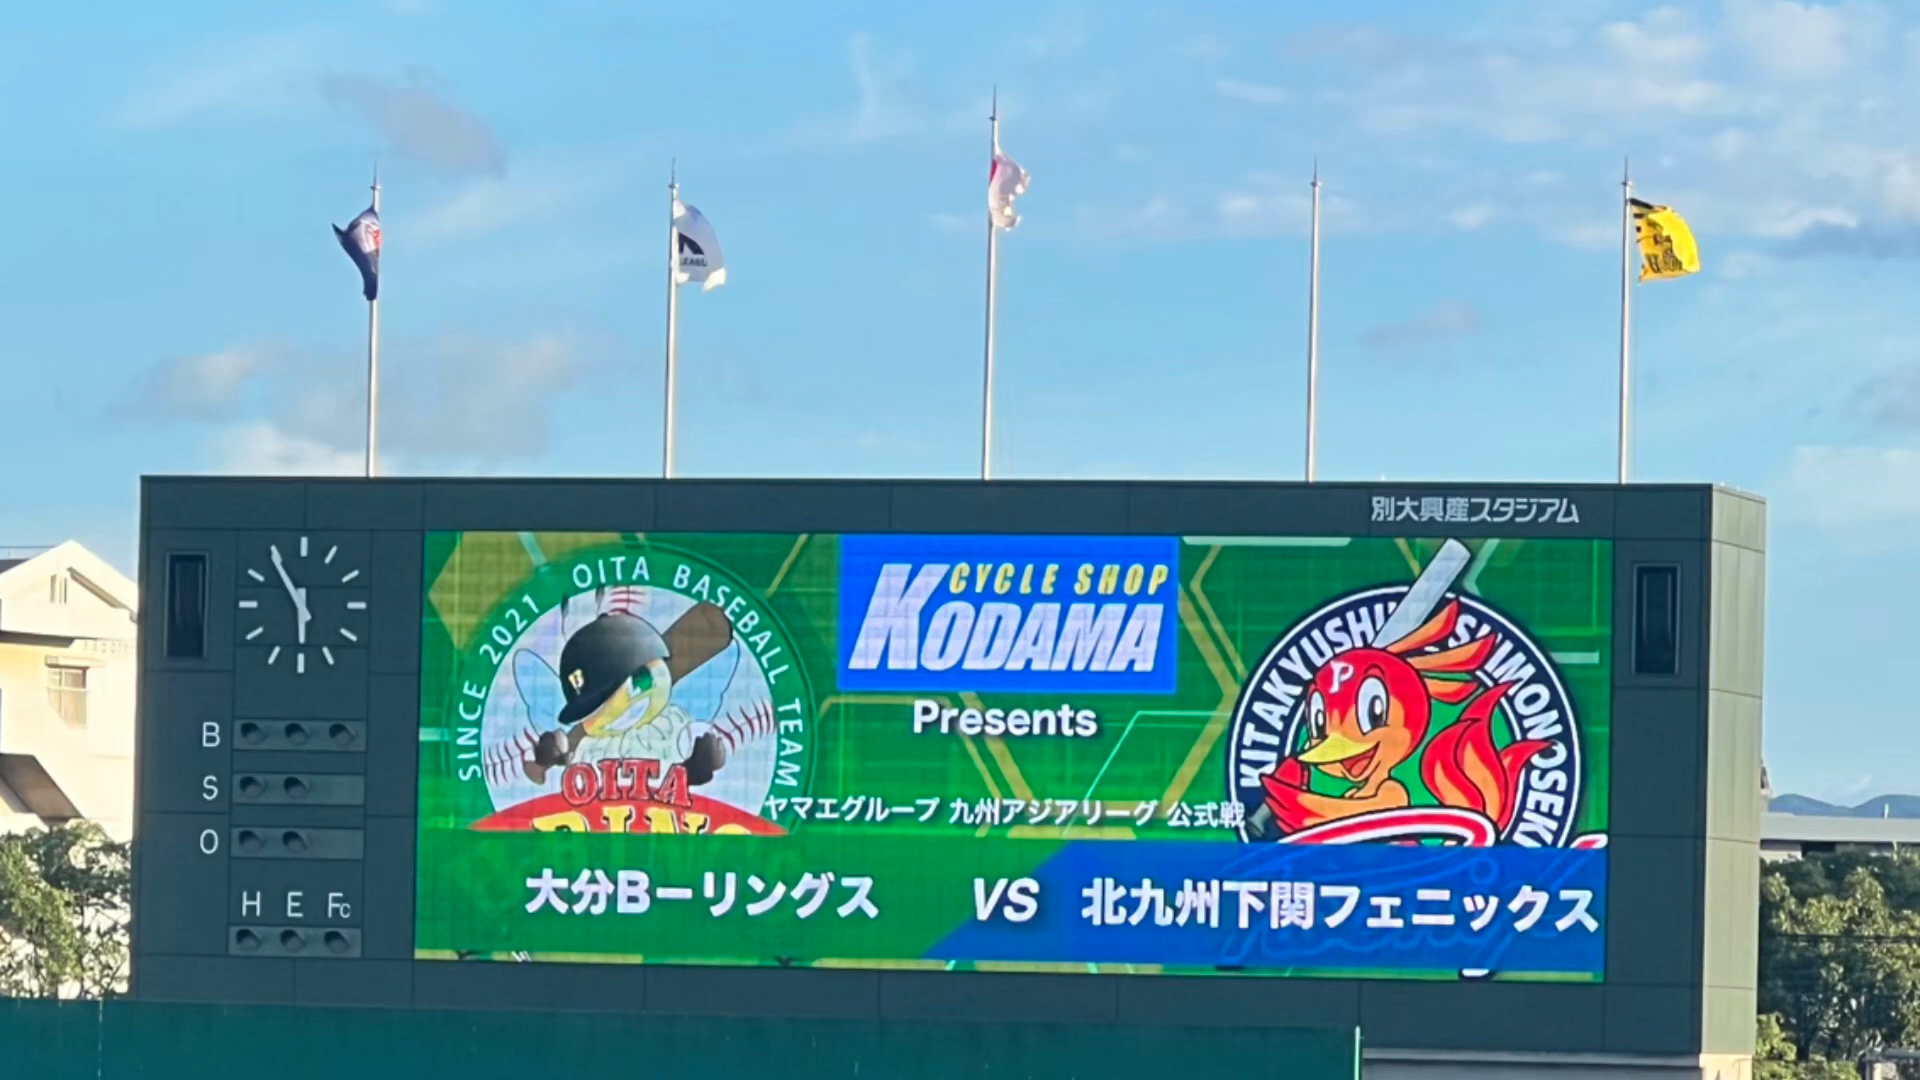 別大興産スタジアム
SINCE 2021 OITA BASEBALL TEAM
B
OITA
CYCLE SHOP
KODAMA
Presents
KITAKYUSHU SHIMONOSEKI
P
ヤマエグループ 九州アジアリーグ 公式戦
大分B-リングス VS 北九州下関フェニックス
B
S
O
H E Fc